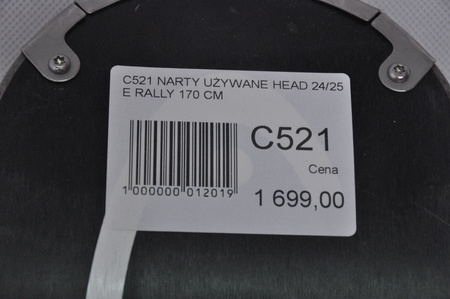 C521 NARTY UŻYWANE HEAD 24/25
E RALLY 170 CM
C521
Cena
1 000000 012019
1 699,00